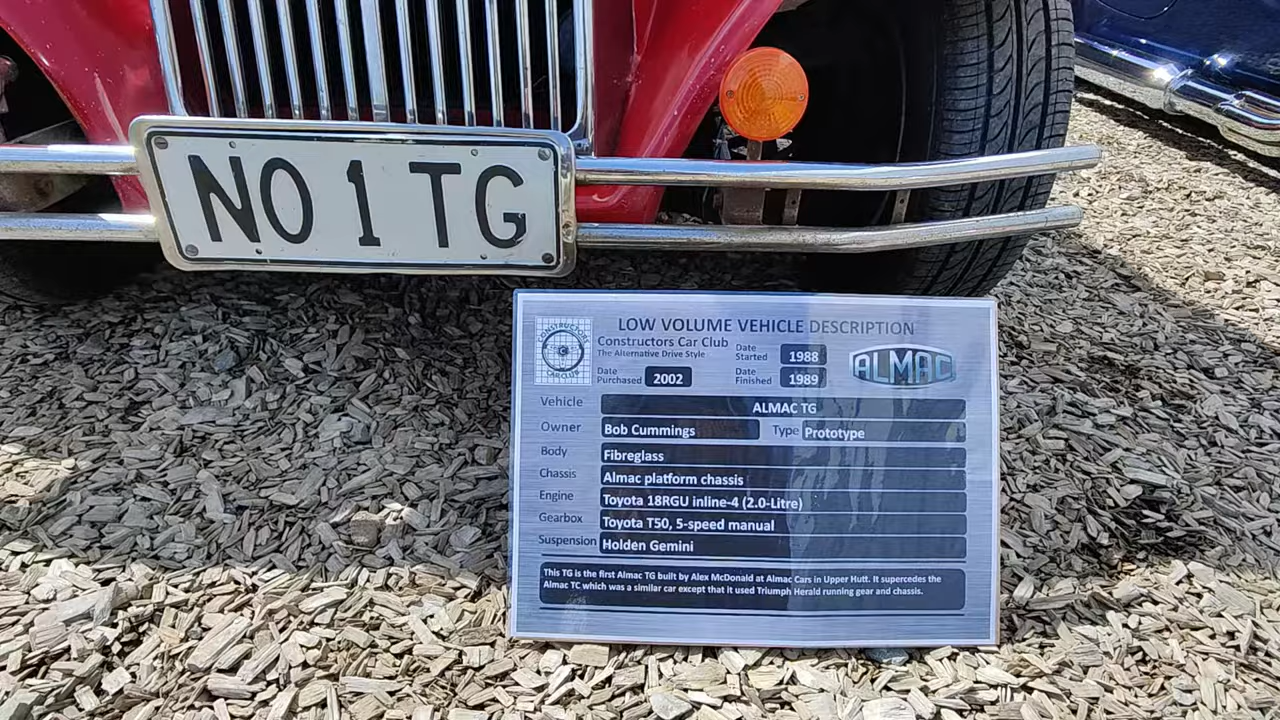 NO1TG
LOW VOLUME VEHICLE DESCRIPTION
CONSTRUCTORS
CAR CLUB
Constructors Car Club
The Alternative Drive Style
Date Started 1988
ALMAC
Date Purchased 2002
Date Finished 1989
Vehicle ALMAC TG
Owner Bob Cummings Type Prototype
Body Fibreglass
Chassis Almac platform chassis
Engine Toyota 18RGU inline-4 (2.0-Litre)
Gearbox Toyota T50, 5-speed manual
Suspension Holden Gemini
This TG is the first Almac TG built by Alex McDonald at Almac Cars in Upper Hutt. It supercedes the
Almac TC which was a similar car except that it used Triumph Herald running gear and chassis.